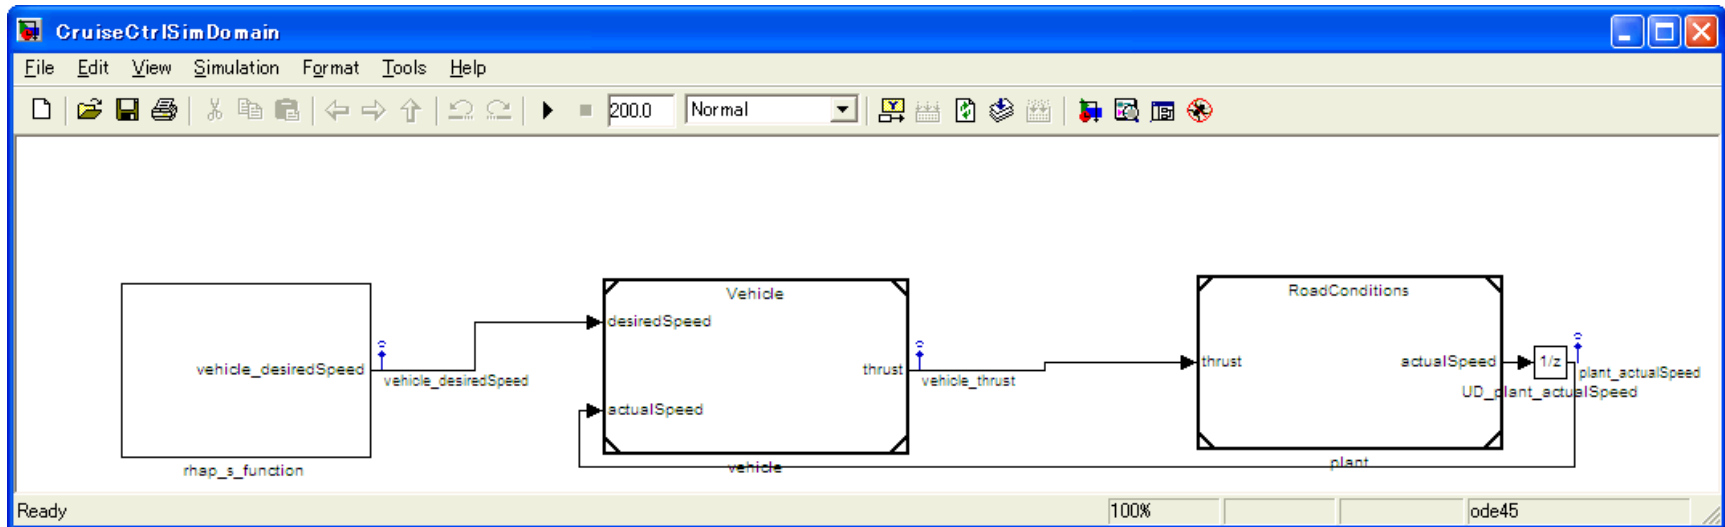 CruiseCtrlSimDomain
File Edit View Simulation Format Tools Help
200.0 Normal
Vehicle
RoadConditions
desiredSpeed
vehicle_desiredSpeed
vehicle_desiredSpeed
thrust
vehicle_thrust
thrust
actualSpeed
1/z
plant_actualSpeed
UD_plant_actualSpeed
actualSpeed
rhap_s_function
vehicle
plant
Ready 100% ode45